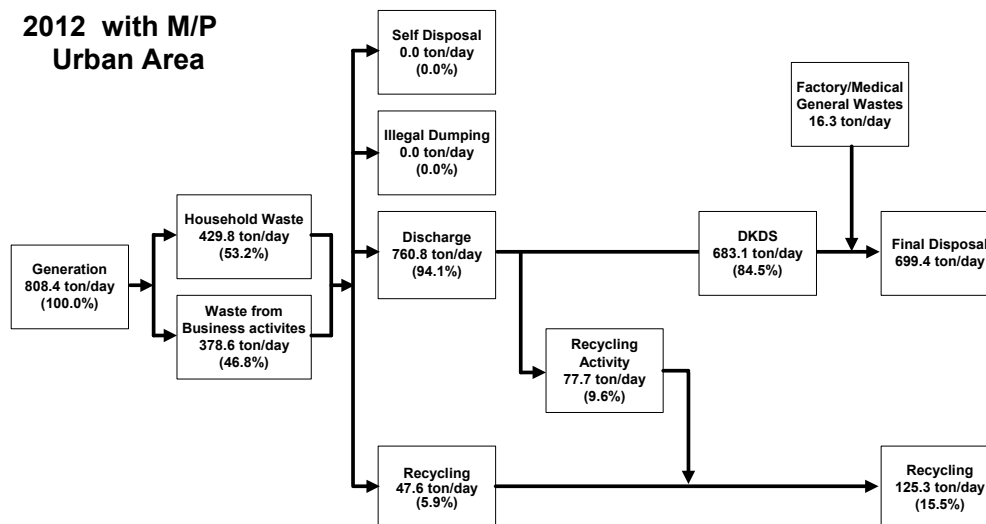 2012 with M/P
Urban Area
Self Disposal
0.0 ton/day
(0.0%)
Factory/Medical
General Wastes
16.3 ton/day
Illegal Dumping
0.0 ton/day
(0.0%)
Household Waste
429.8 ton/day
(53.2%)
Discharge
760.8 ton/day
(94.1%)
DKDS
683.1 ton/day
(84.5%)
Final Disposal
699.4 ton/day
Generation
808.4 ton/day
(100.0%)
Waste from
Business activites
378.6 ton/day
(46.8%)
Recycling
Activity
77.7 ton/day
(9.6%)
Recycling
47.6 ton/day
(5.9%)
Recycling
125.3 ton/day
(15.5%)